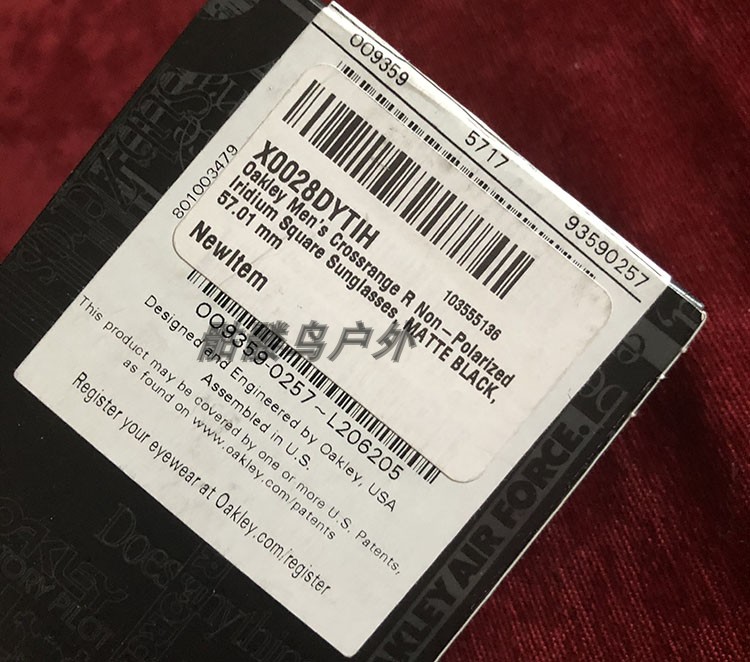 OO9359
5717
93590257
801003479
X0028DYTIH
103555136
Oakley Men's Crossrange R Non-Polarized
Iridium Square Sunglasses, MATTE BLACK,
57.01 mm
NewItem
OO9359-0257~L206205
Designed and Engineered by Oakley, USA
Assembled in U.S.
This product may be covered by one or more U.S. Patents,
as found on www.oakley.com/patents
Register your eyewear at Oakley.com/register
鸟户外
OAKLEY
OAKLEY AIR FORCE.